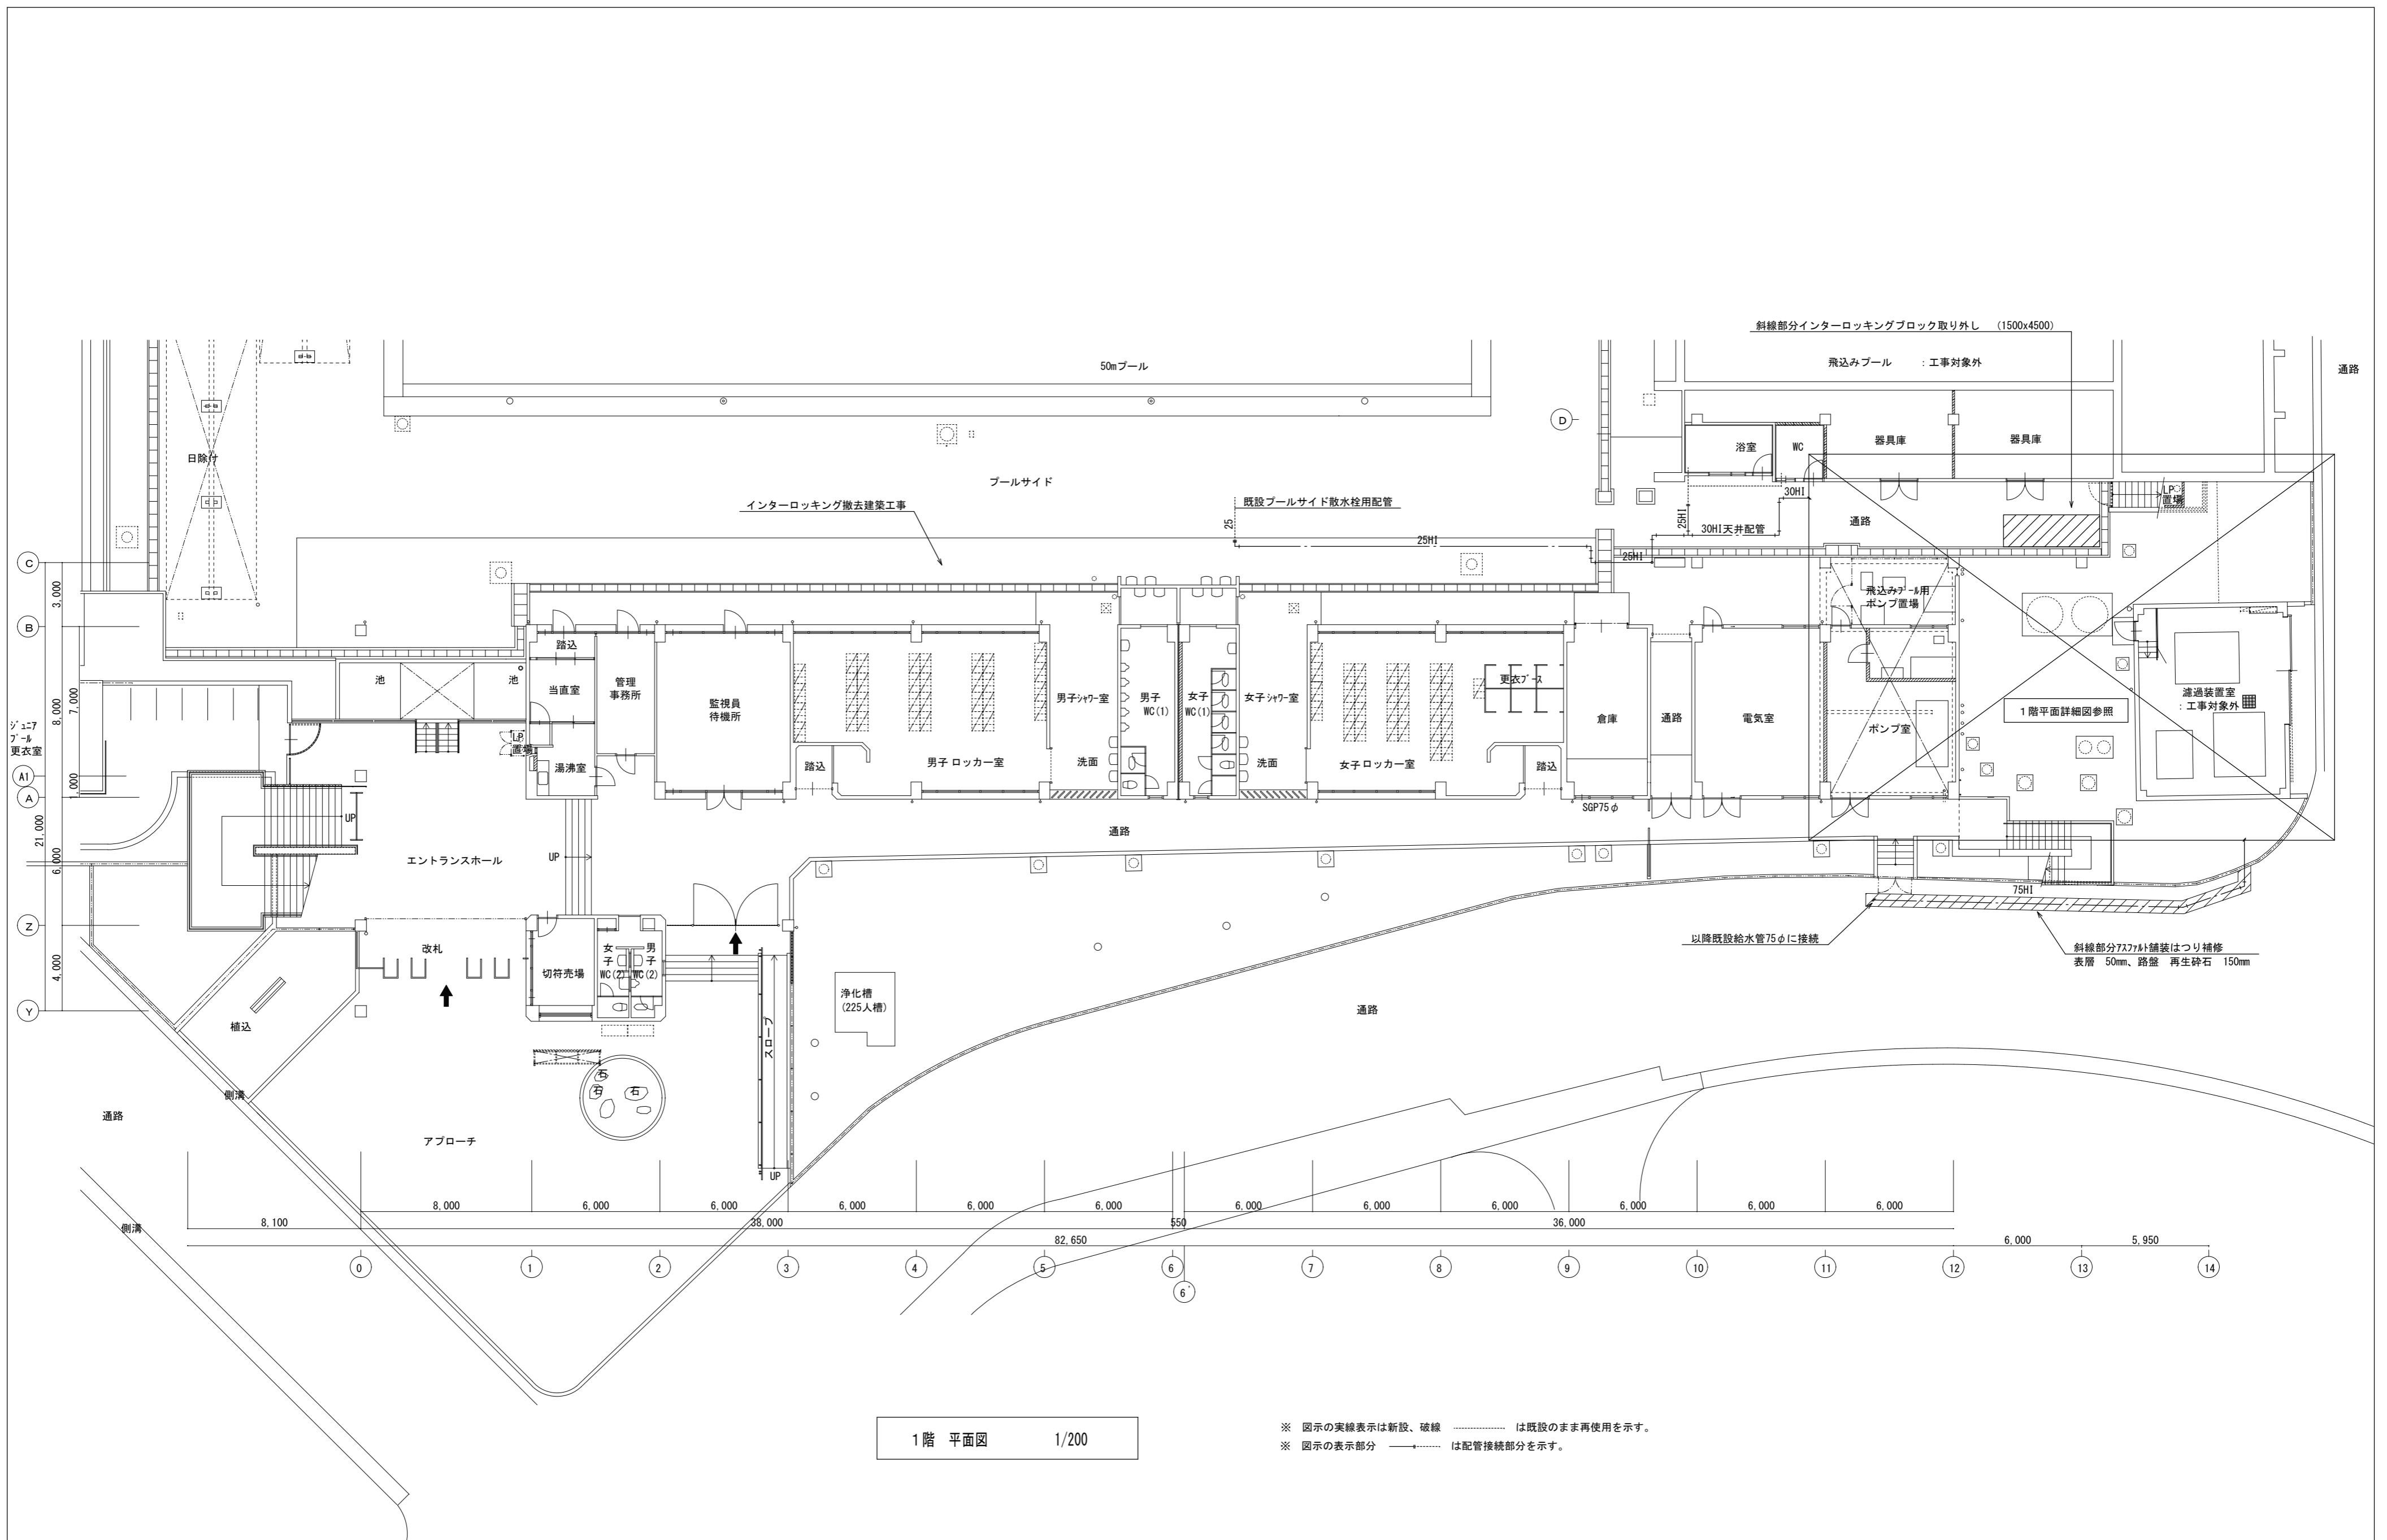 斜線部分インターロッキングブロック取り外し （1500x4500）
50mプール
飛込みプール ：工事対象外
通路
D
日除け
浴室
WC
器具庫
器具庫
プールサイド
インターロッキング撤去建築工事
既設プールサイド散水栓用配管
25
25HI
25HI
25HI
30HI天井配管
30HI
通路
LP
置場
C
3,000
B
踏込
飛込みプール用
ポンプ置場
池
池
当直室
管理
事務所
監視員
待機所
男子シャワー室
男子
WC(1)
女子
WC(1)
女子シャワー室
更衣ブース
倉庫
通路
電気室
ポンプ室
1階平面詳細図参照
濾過装置室
：工事対象外
7,000
8,000
ジュニア
プール
更衣室
LP
置場
湯沸室
踏込
男子 ロッカー室
洗面
洗面
女子 ロッカー室
踏込
A1
1,000
A
SGP75φ
UP
21,000
6,000
エントランスホール
UP
通路
75HI
Z
改札
切符売場
女子
WC(2)
男子
WC(2)
以降既設給水管75φに接続
斜線部分アスファルト舗装はつり補修
表層 50mm、路盤 再生砕石 150mm
4,000
浄化槽
(225人槽)
通路
Y
植込
スロープ
石
石
石
側溝
通路
アプローチ
UP
8,000
6,000
6,000
6,000
6,000
6,000
6,000
6,000
6,000
6,000
6,000
6,000
側溝
8,100
38,000
550
36,000
82,650
6,000
5,950
0
1
2
3
4
5
6
7
8
9
10
11
12
13
14
6'
1階 平面図 1/200
※ 図示の実線表示は新設、破線 は既設のまま再使用を示す。
※ 図示の表示部分 は配管接続部分を示す。